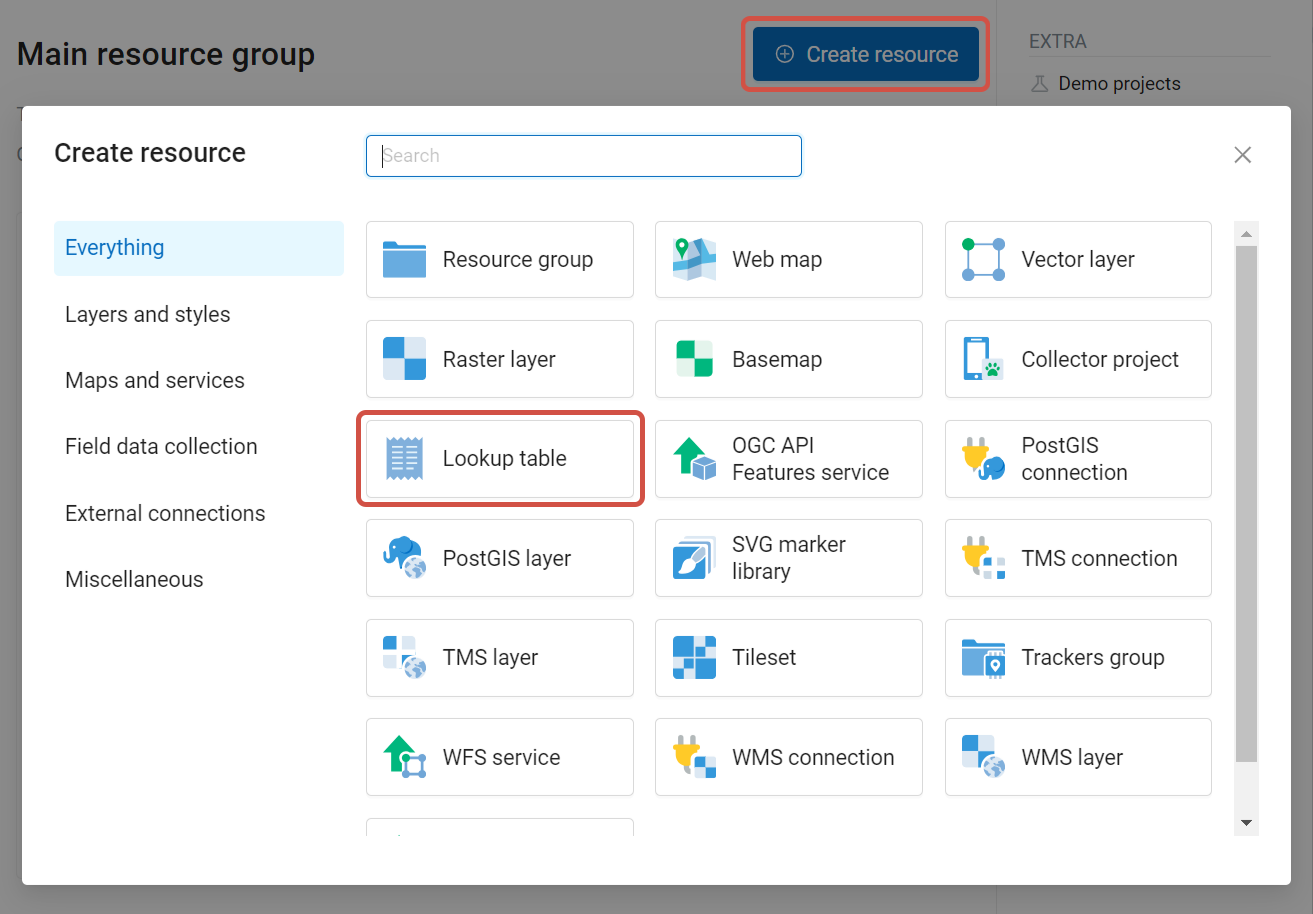 Main resource group
Create resource
EXTRA
Demo projects
Create resource
Search
Everything
Layers and styles
Maps and services
Field data collection
External connections
Miscellaneous
Resource group
Web map
Vector layer
Raster layer
Basemap
Collector project
Lookup table
OGC API
Features service
PostGIS
connection
PostGIS layer
SVG marker
library
TMS connection
TMS layer
Tileset
Trackers group
WFS service
WMS connection
WMS layer